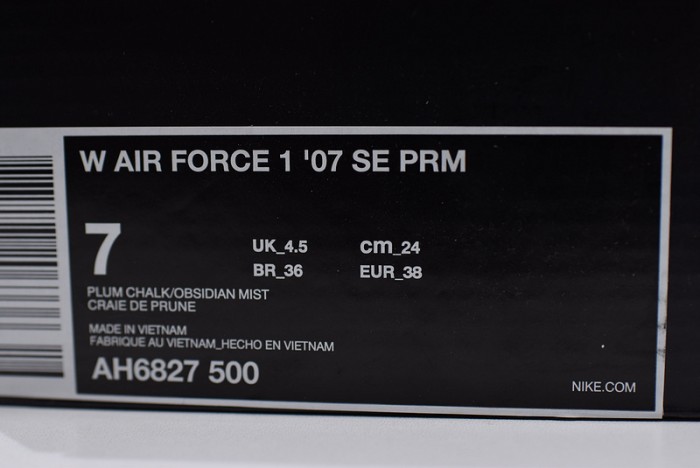 W AIR FORCE 1 '07 SE PRM
7
UK_4.5 cm_24
BR_36 EUR_38
PLUM CHALK/OBSIDIAN MIST
CRAIE DE PRUNE
MADE IN VIETNAM
FABRIQUE AU VIETNAM_HECHO EN VIETNAM
AH6827 500
NIKE.COM